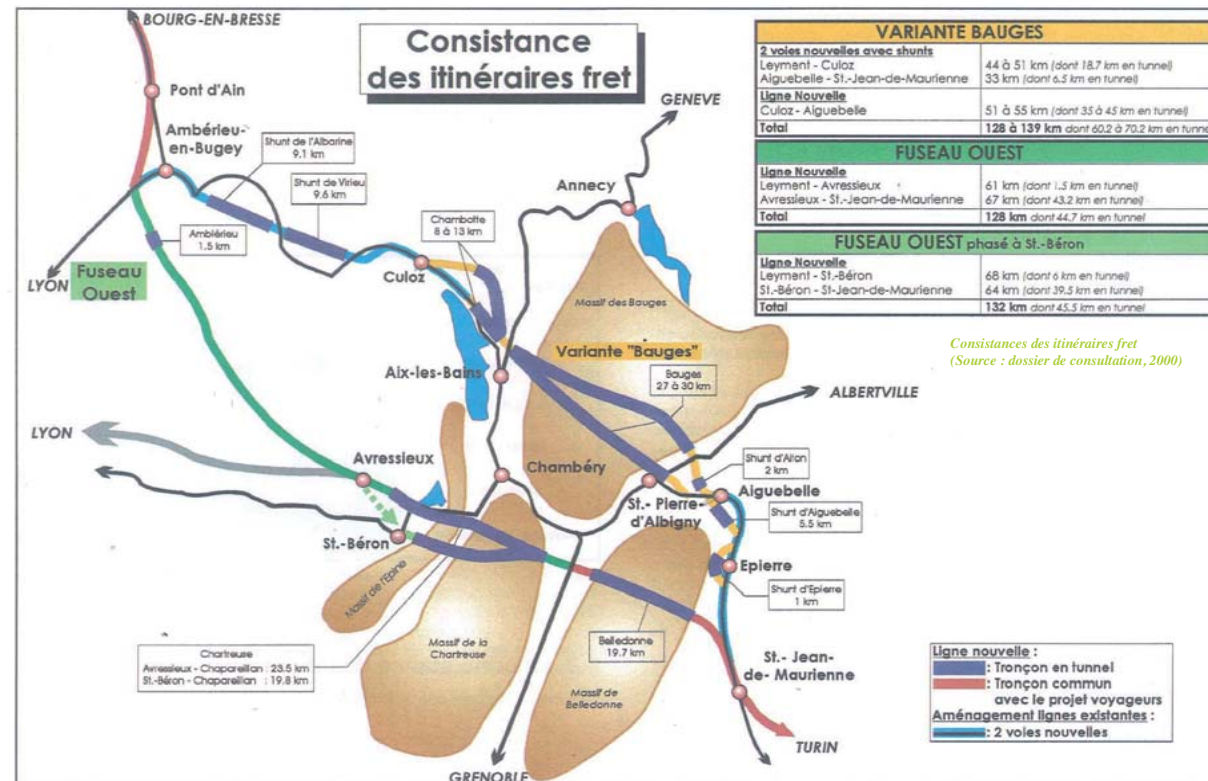 BOURG-EN-BRESSE
Consistance
des itinéraires fret
Pont d'Ain
Ambérieu-
en-Bugey
Shunt de l'Albarine
9.1 km
Shunt de Virieu
9.6 km
Ambérieu
1.5 km
LYON
Fuseau
Ouest
Chambotte
8 à 13 km
Culoz
GENEVE
Annecy
Massif des Bauges
Variante "Bauges"
Aix-les-Bains
Bauges
27 à 30 km
ALBERTVILLE
LYON
Avressieux
Chambéry
St.- Pierre-
d'Albigny
Shunt d'Aiton
2 km
Aiguebelle
Shunt d'Aiguebelle
5.5 km
St.-Béron
Massif de l'Epine
Epierre
Shunt d'Epierre
1 km
Chartreuse
Avressieux - Chapareillan : 23.5 km
St.-Béron - Chapareillan : 19.8 km
Massif de la
Chartreuse
Belledonne
19.7 km
Massif de
Belledonne
St.- Jean-
de- Maurienne
TURIN
GRENOBLE
VARIANTE BAUGES
2 voies nouvelles avec shunts
Leyment - Culoz 44 à 51 km (dont 18.7 km en tunnel)
Aiguebelle - St.-Jean-de-Maurienne 33 km (dont 6.5 km en tunnel)
Ligne Nouvelle
Culoz - Aiguebelle 51 à 55 km (dont 35 à 45 km en tunnel)
Total 128 à 139 km dont 60.2 à 70.2 km en tunnel
FUSEAU OUEST
Ligne Nouvelle
Leyment - Avressieux 61 km (dont 1.5 km en tunnel)
Avressieux - St.-Jean-de-Maurienne 67 km (dont 43.2 km en tunnel)
Total 128 km dont 44.7 km en tunnel
FUSEAU OUEST phasé à St.-Béron
Ligne Nouvelle
Leyment - St.-Béron 68 km (dont 6 km en tunnel)
St.-Béron - St-Jean-de-Maurienne 64 km (dont 39.5 km en tunnel)
Total 132 km dont 45.5 km en tunnel
Consistances des itinéraires fret
(Source : dossier de consultation, 2000)
Ligne nouvelle :
: Tronçon en tunnel
: Tronçon commun
avec le projet voyageurs
Aménagement lignes existantes :
: 2 voies nouvelles